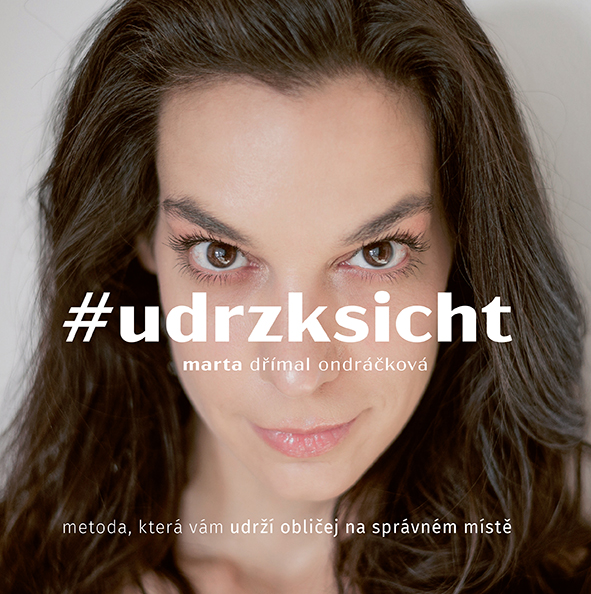 #udrzksicht
marta dřímal ondráčková
metoda, která vám udrží obličej na správném místě